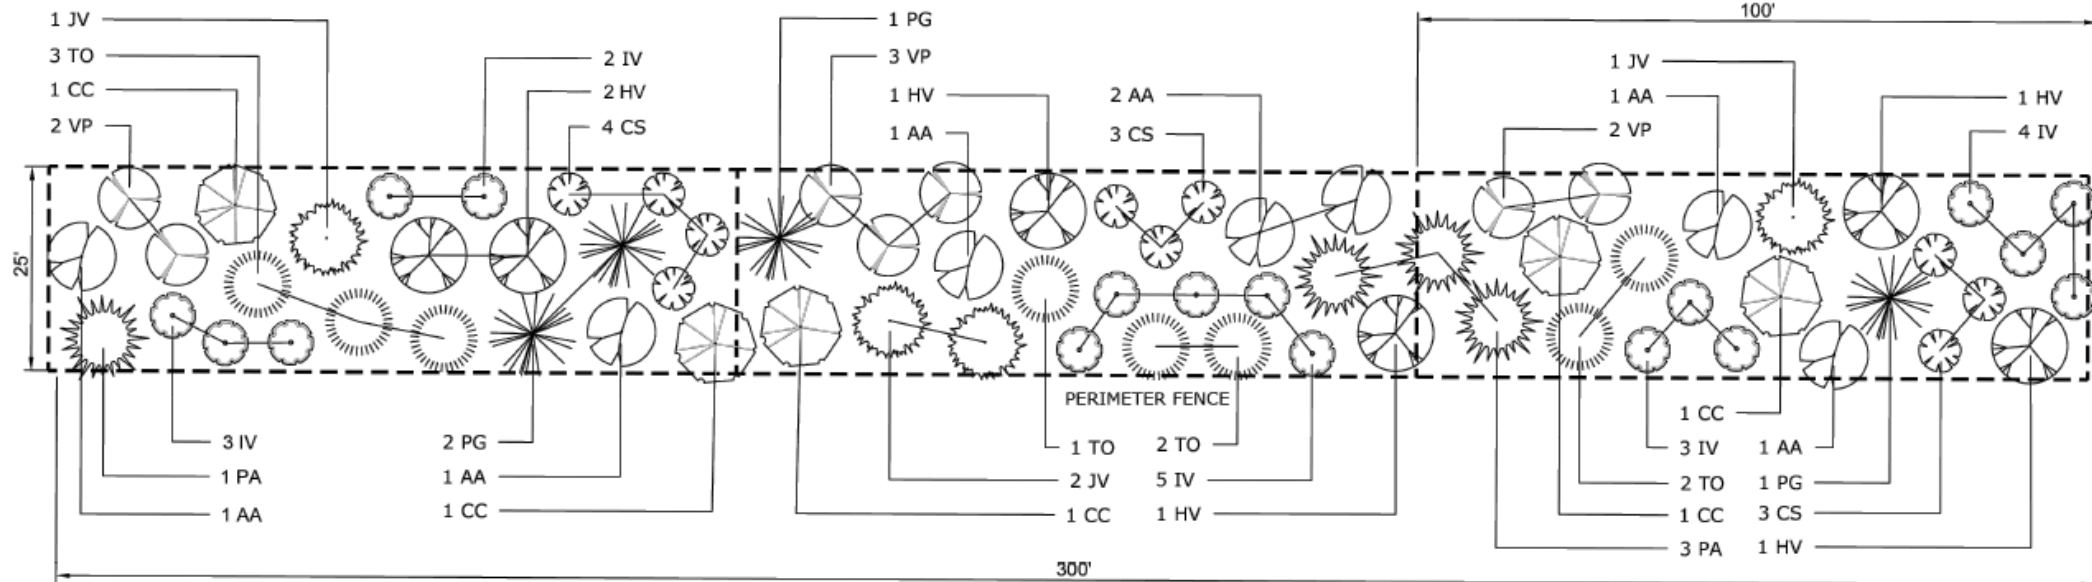 1 JV
3 TO
1 CC
2 VP
2 IV
2 HV
4 CS
1 PG
3 VP
1 HV
1 AA
2 AA
3 CS
100'
1 JV
1 AA
2 VP
1 HV
4 IV
25'
PERIMETER FENCE
3 IV
1 PA
1 AA
2 PG
1 AA
1 CC
1 TO
2 JV
1 CC
2 TO
5 IV
1 HV
1 CC
3 IV
2 TO
1 CC
3 PA
1 AA
1 PG
3 CS
1 HV
300'